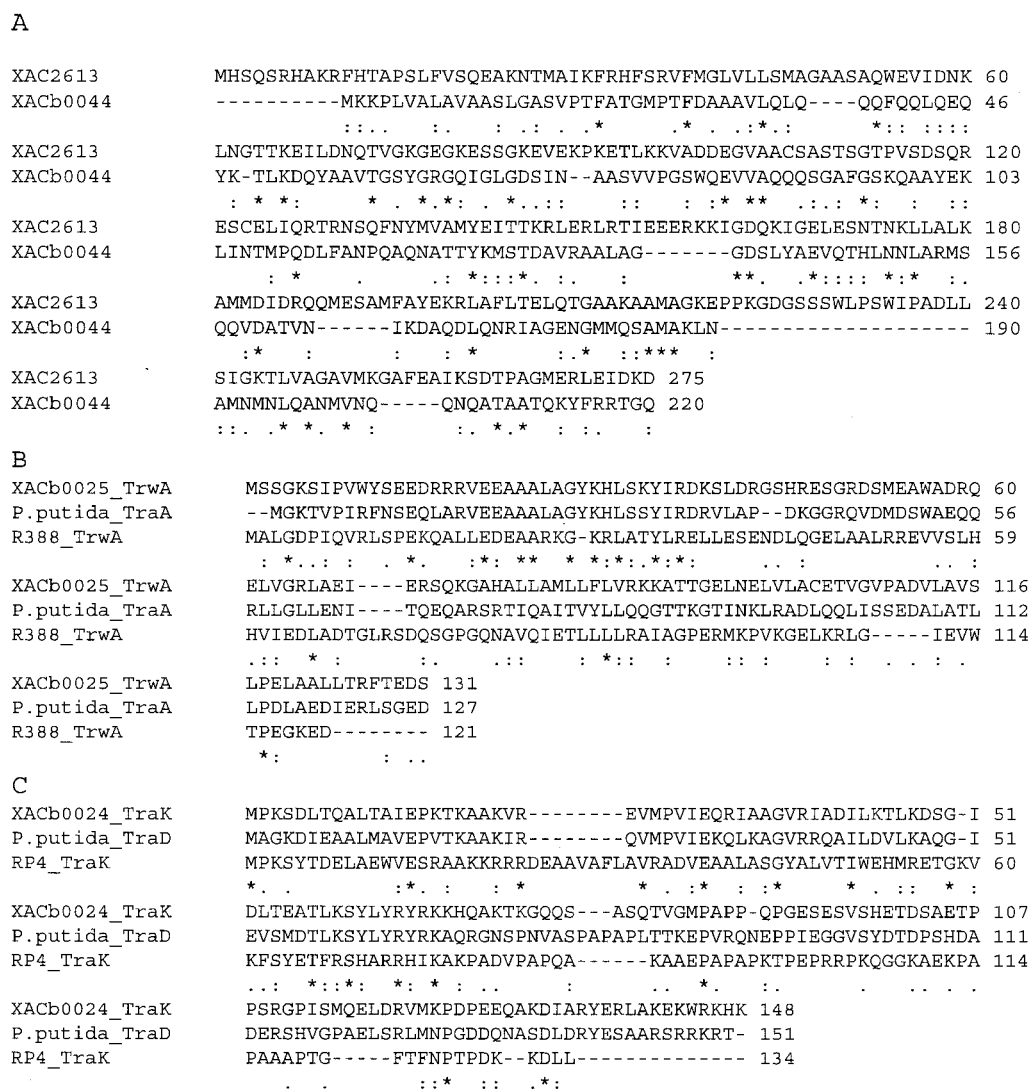 A
XAC2613 MHSQSRHAKRFHTAPSLFVSQEAKNTMAIKFRHFSRVFMGLVLLSMAGAASAQWEVIDNK 60
XACb0044 ----------MKKPLVALAVAASLGASVPTFATGMPTFDAAAVLQLQ----QQFQQLQEQ 46
::.. : . : . : * * .:*.: *:: ::::
XAC2613 LNGTTKEILDNQTVGKGEGKESSGKEVEKPKETLKKVADDEGVAACSASTSGTPVSDSQR 120
XACb0044 YK-TLKDQYAAVTGSYGRGQIGLGDSIN--AASVVPGSWQEVVAQQQSGAFGSKQAAYEK 103
: * *: * . *.*: . *..:: :: : :* ** .:.: *: : ::
XAC2613 ESCELIQRTRNSQFNYMVAMYEITTKRLERLRTIEEERKKIGDQKIGELESNTNKLLALK 180
XACb0044 LINTMPQDLFANPQAQNATTYKMSTDAVRAALAG-------GDSLYAEVQTHLNNLARMS 156
: * .: *::*: :. : **. .*:::: *:* :.
XAC2613 AMMDIDRQQMESAMFAYEKRLAFLTELQTGAAKAAMAGKEPPKGDGSSSWLPSWIPADLL 240
XACb0044 QQVDATVN------IKDAQDLQNRIAGENGMMQSAMAKLN-------------------- 190
:* : : : * :.* ::*** :
XAC2613 SIGKTLVAGAVMKGAFEAIKSDTPAGMERLEIDKD 275
XACb0044 AMNMNLQANMVNQ-----QNQATAATQKYFRRTGQ 220
::. .* *. * : :. *.* : :. :
B
XACb0025_TrwA MSSGKSIPVWYSEEDRRRVEEAAALAGYKHLSKYIRDKSLDRGSHRESGRDSMEAWADRQ 60
P.putida_TraA --MGKTVPIRFNSEQLARVEEAAALAGYKHLSSYIRDRVLAP--DKGGRQVDMDSWAEQQ 56
R388_TrwA MALGDPIQVRLSPEKQALLEDEAARKG-KRLATYLRELLESENDLQGELAALRREVVSLH 59
: *..: : . *. :*: ** * *:*:.*:*: . : . :
XACb0025_TrwA ELVGRLAEI----ERSQKGAHALLAMLLFLVRKKATTGELNELVLACETVGVPADVLAVS 116
P.putida_TraA RLLGLLENI----TQEQARSRTIQAITVYLLQQGTTKGTINKLRADLQQLISSEDALATL 112
R388_TrwA HVIEDLADTGLRSDQSGPGQNAVQIETLLLLRAIAGPERMKPVKGELKRLG-----IEVW 114
.:: * : :. .:: : *:: : :: : : : : .
XACb0025_TrwA LPELAALLTRFTEDS 131
P.putida_TraA LPDLAEDIERLSGED 127
R388_TrwA TPEGKED-------- 121
*: : ..
C
XACb0024_TraK MPKSDLTQALTAIEPKTKAAKVR--------EVMPVIEQRIAAGVRIADILKTLKDSG-I 51
P.putida_TraD MAGKDIEAALMAVEPVTKAAKIR--------QVMPVIEKQLKAGVRRQAILDVLKAQG-I 51
RP4_TraK MPKSYTDELAEWVESRAAKKRRRDEAAVAFLAVRADVEAALASGYALVTIWEHMRETGKV 60
*. . :*. : : * * . :* : :* * . :: * :
XACb0024_TraK DLTEATLKSYLYRYRKKHQAKTKGQQS---ASQTVGMPAPP-QPGESESVSHETDSAETP 107
P.putida_TraD EVSMDTLKSYLYRYRKAQRGNSPNVASPAPAPLTTKEPVRQNEPPIEGGVSYDTDPSHDA 111
RP4_TraK KFSYETFRSHARRHIKAKPADVPAPQA------KAAEPAPAPKTPEPRRPKQGGKAEKPA 114
..: *::*: *: * : .. : .. *. :. . . . .
XACb0024_TraK PSRGPISMQELDRVMKPDPEEQAKDIARYERLAKEKWRKHK 148
P.putida_TraD DERSHVGPAELSRLMNPGDDQNASDLDRYESAARSRRKRT- 151
RP4_TraK PAAAPTG-----FTFNPTPDK--KDLL-------------- 134
. . ::* :: .*: